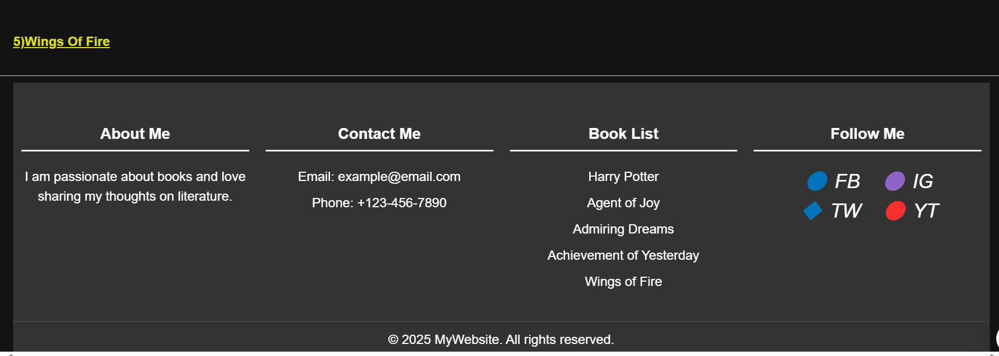 5)Wings Of Fire
About Me
I am passionate about books and love
sharing my thoughts on literature.
Contact Me
Email: example@email.com
Phone: +123-456-7890
Book List
Harry Potter
Agent of Joy
Admiring Dreams
Achievement of Yesterday
Wings of Fire
Follow Me
FB IG
TW YT
© 2025 MyWebsite. All rights reserved.